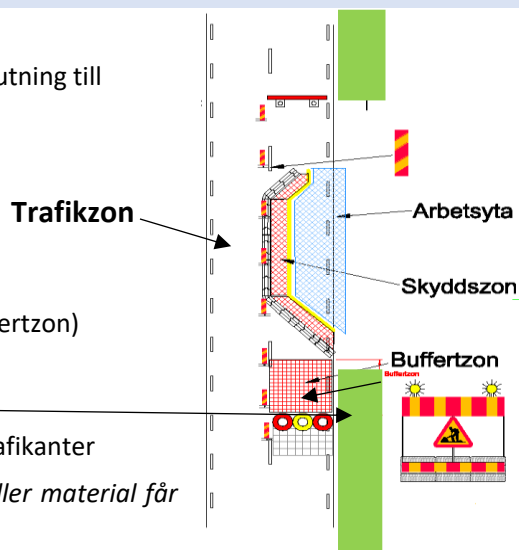 utning till
Trafikzon
Arbetsyta
Skyddszon
ertzon)
Buffertzon
Buffertzon
afikanter
ller material får